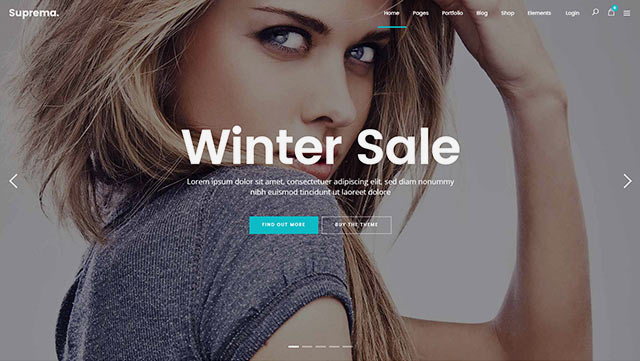 Suprema.
Home Pages Portfolio Blog Shop Elements Login
Winter Sale
Lorem ipsum dolor sit amet, consectetuer adipiscing elit, sed diam nonummy
nibh euismod tincidunt ut laoreet dolore
FIND OUT MORE BUY THE THEME